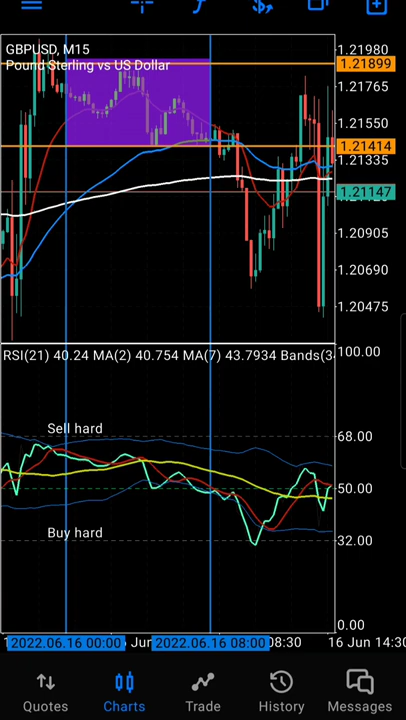 GBPUSD, M15
Pound Sterling vs US Dollar
1.21980
1.21899
1.21765
1.21550
1.21414
1.21335
1.21147
1.20905
1.20690
1.20475
RSI(21) 40.24 MA(2) 40.754 MA(7) 43.7934 Bands(3
100.00
Sell hard
68.00
50.00
Buy hard
32.00
0.00
2022.06.16 00:00 Jun 2022.06.16 08:00 08:30 16 Jun 14:30
Quotes Charts Trade History Messages